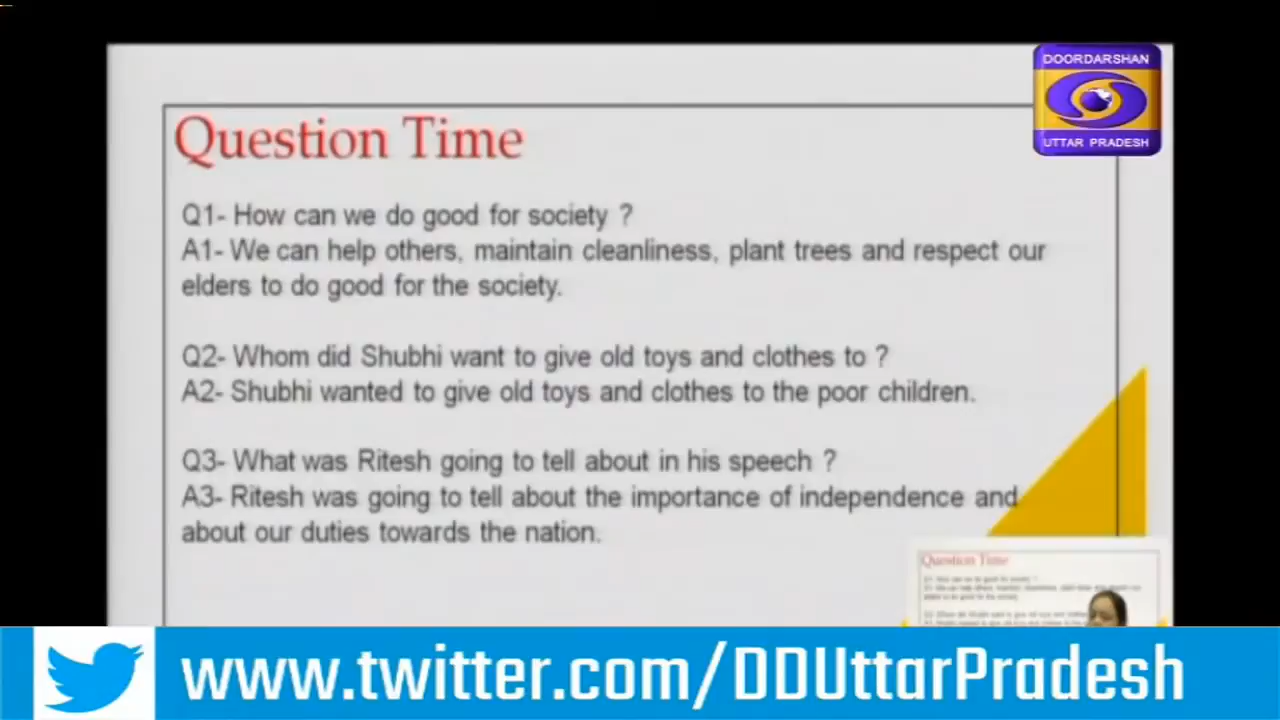 DOORDARSHAN
UTTAR PRADESH
Question Time
Q1- How can we do good for society ?
A1- We can help others, maintain cleanliness, plant trees and respect our
elders to do good for the society.
Q2- Whom did Shubhi want to give old toys and clothes to ?
A2- Shubhi wanted to give old toys and clothes to the poor children.
Q3- What was Ritesh going to tell about in his speech ?
A3- Ritesh was going to tell about the importance of independence and
about our duties towards the nation.
Question Time
www.twitter.com/DDUttarPradesh